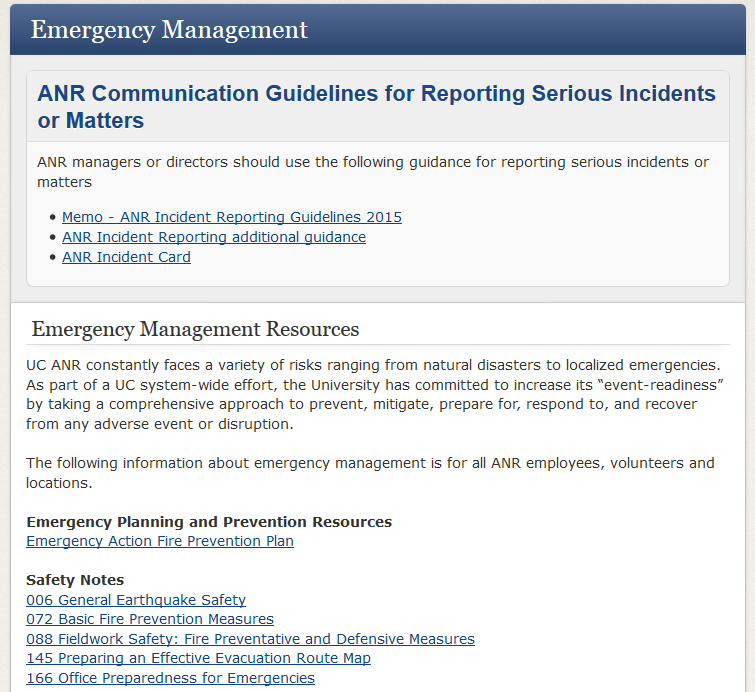 Emergency Management
ANR Communication Guidelines for Reporting Serious Incidents
or Matters
ANR managers or directors should use the following guidance for reporting serious incidents or
matters
Memo - ANR Incident Reporting Guidelines 2015
ANR Incident Reporting additional guidance
ANR Incident Card
Emergency Management Resources
UC ANR constantly faces a variety of risks ranging from natural disasters to localized emergencies.
As part of a UC system-wide effort, the University has committed to increase its “event-readiness”
by taking a comprehensive approach to prevent, mitigate, prepare for, respond to, and recover
from any adverse event or disruption.
The following information about emergency management is for all ANR employees, volunteers and
locations.
Emergency Planning and Prevention Resources
Emergency Action Fire Prevention Plan
Safety Notes
006 General Earthquake Safety
072 Basic Fire Prevention Measures
088 Fieldwork Safety: Fire Preventative and Defensive Measures
145 Preparing an Effective Evacuation Route Map
166 Office Preparedness for Emergencies